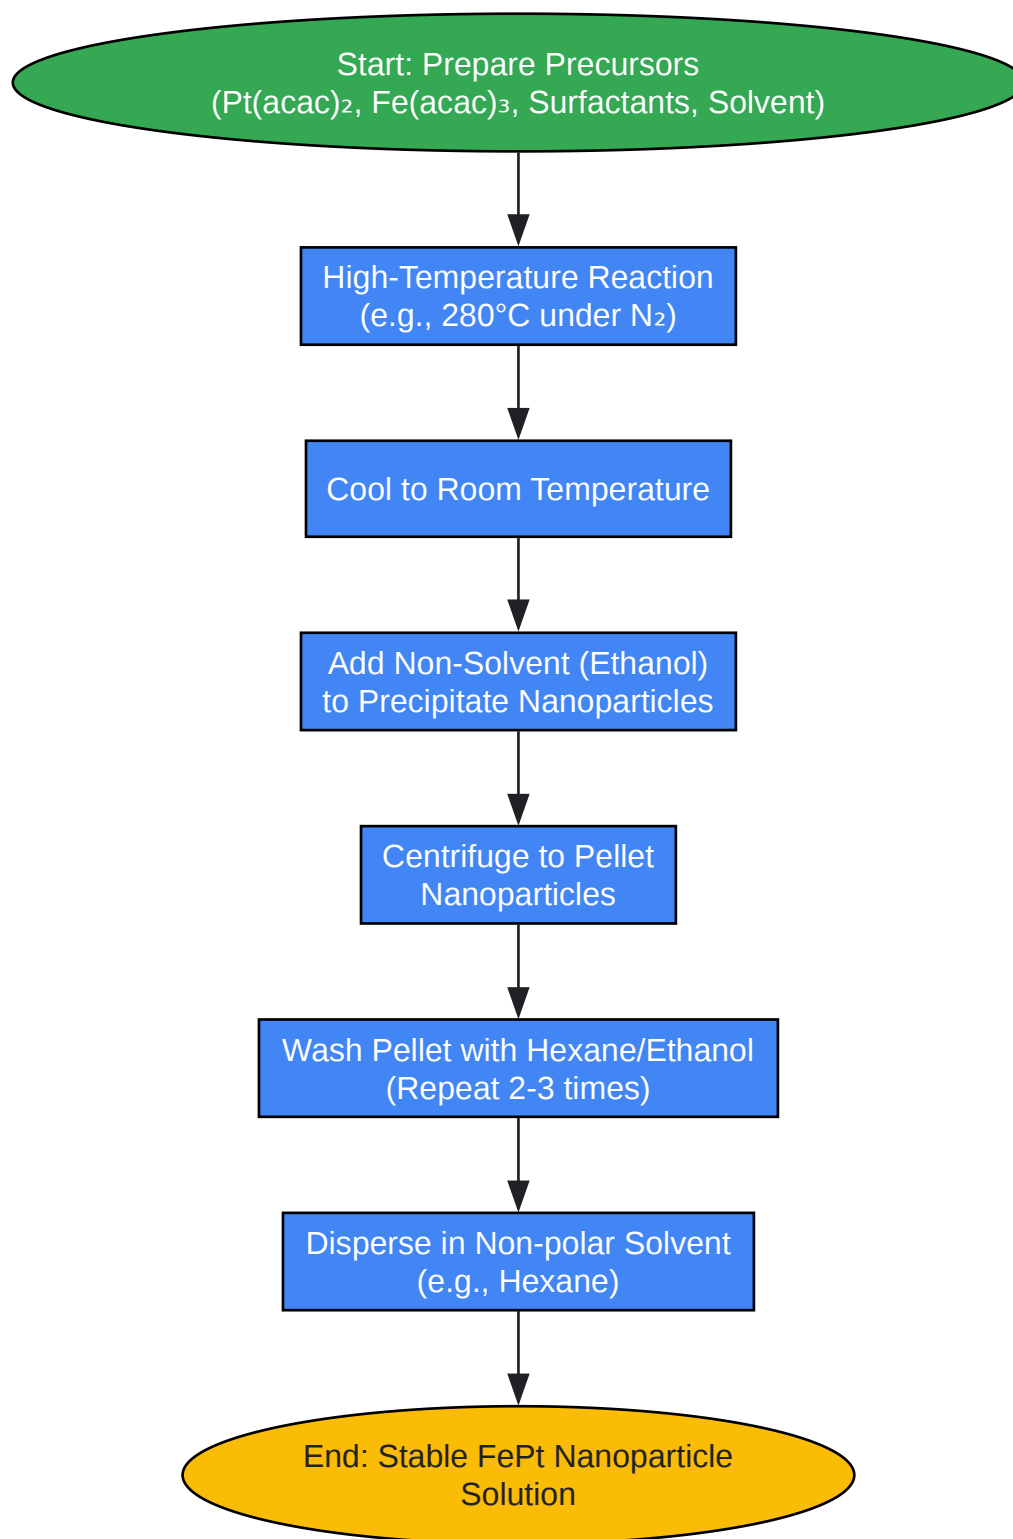 Start: Prepare Precursors
(Pt(acac)₂, Fe(acac)₃, Surfactants, Solvent)
High-Temperature Reaction
(e.g., 280°C under N₂)
Cool to Room Temperature
Add Non-Solvent (Ethanol)
to Precipitate Nanoparticles
Centrifuge to Pellet
Nanoparticles
Wash Pellet with Hexane/Ethanol
(Repeat 2-3 times)
Disperse in Non-polar Solvent
(e.g., Hexane)
End: Stable FePt Nanoparticle
Solution